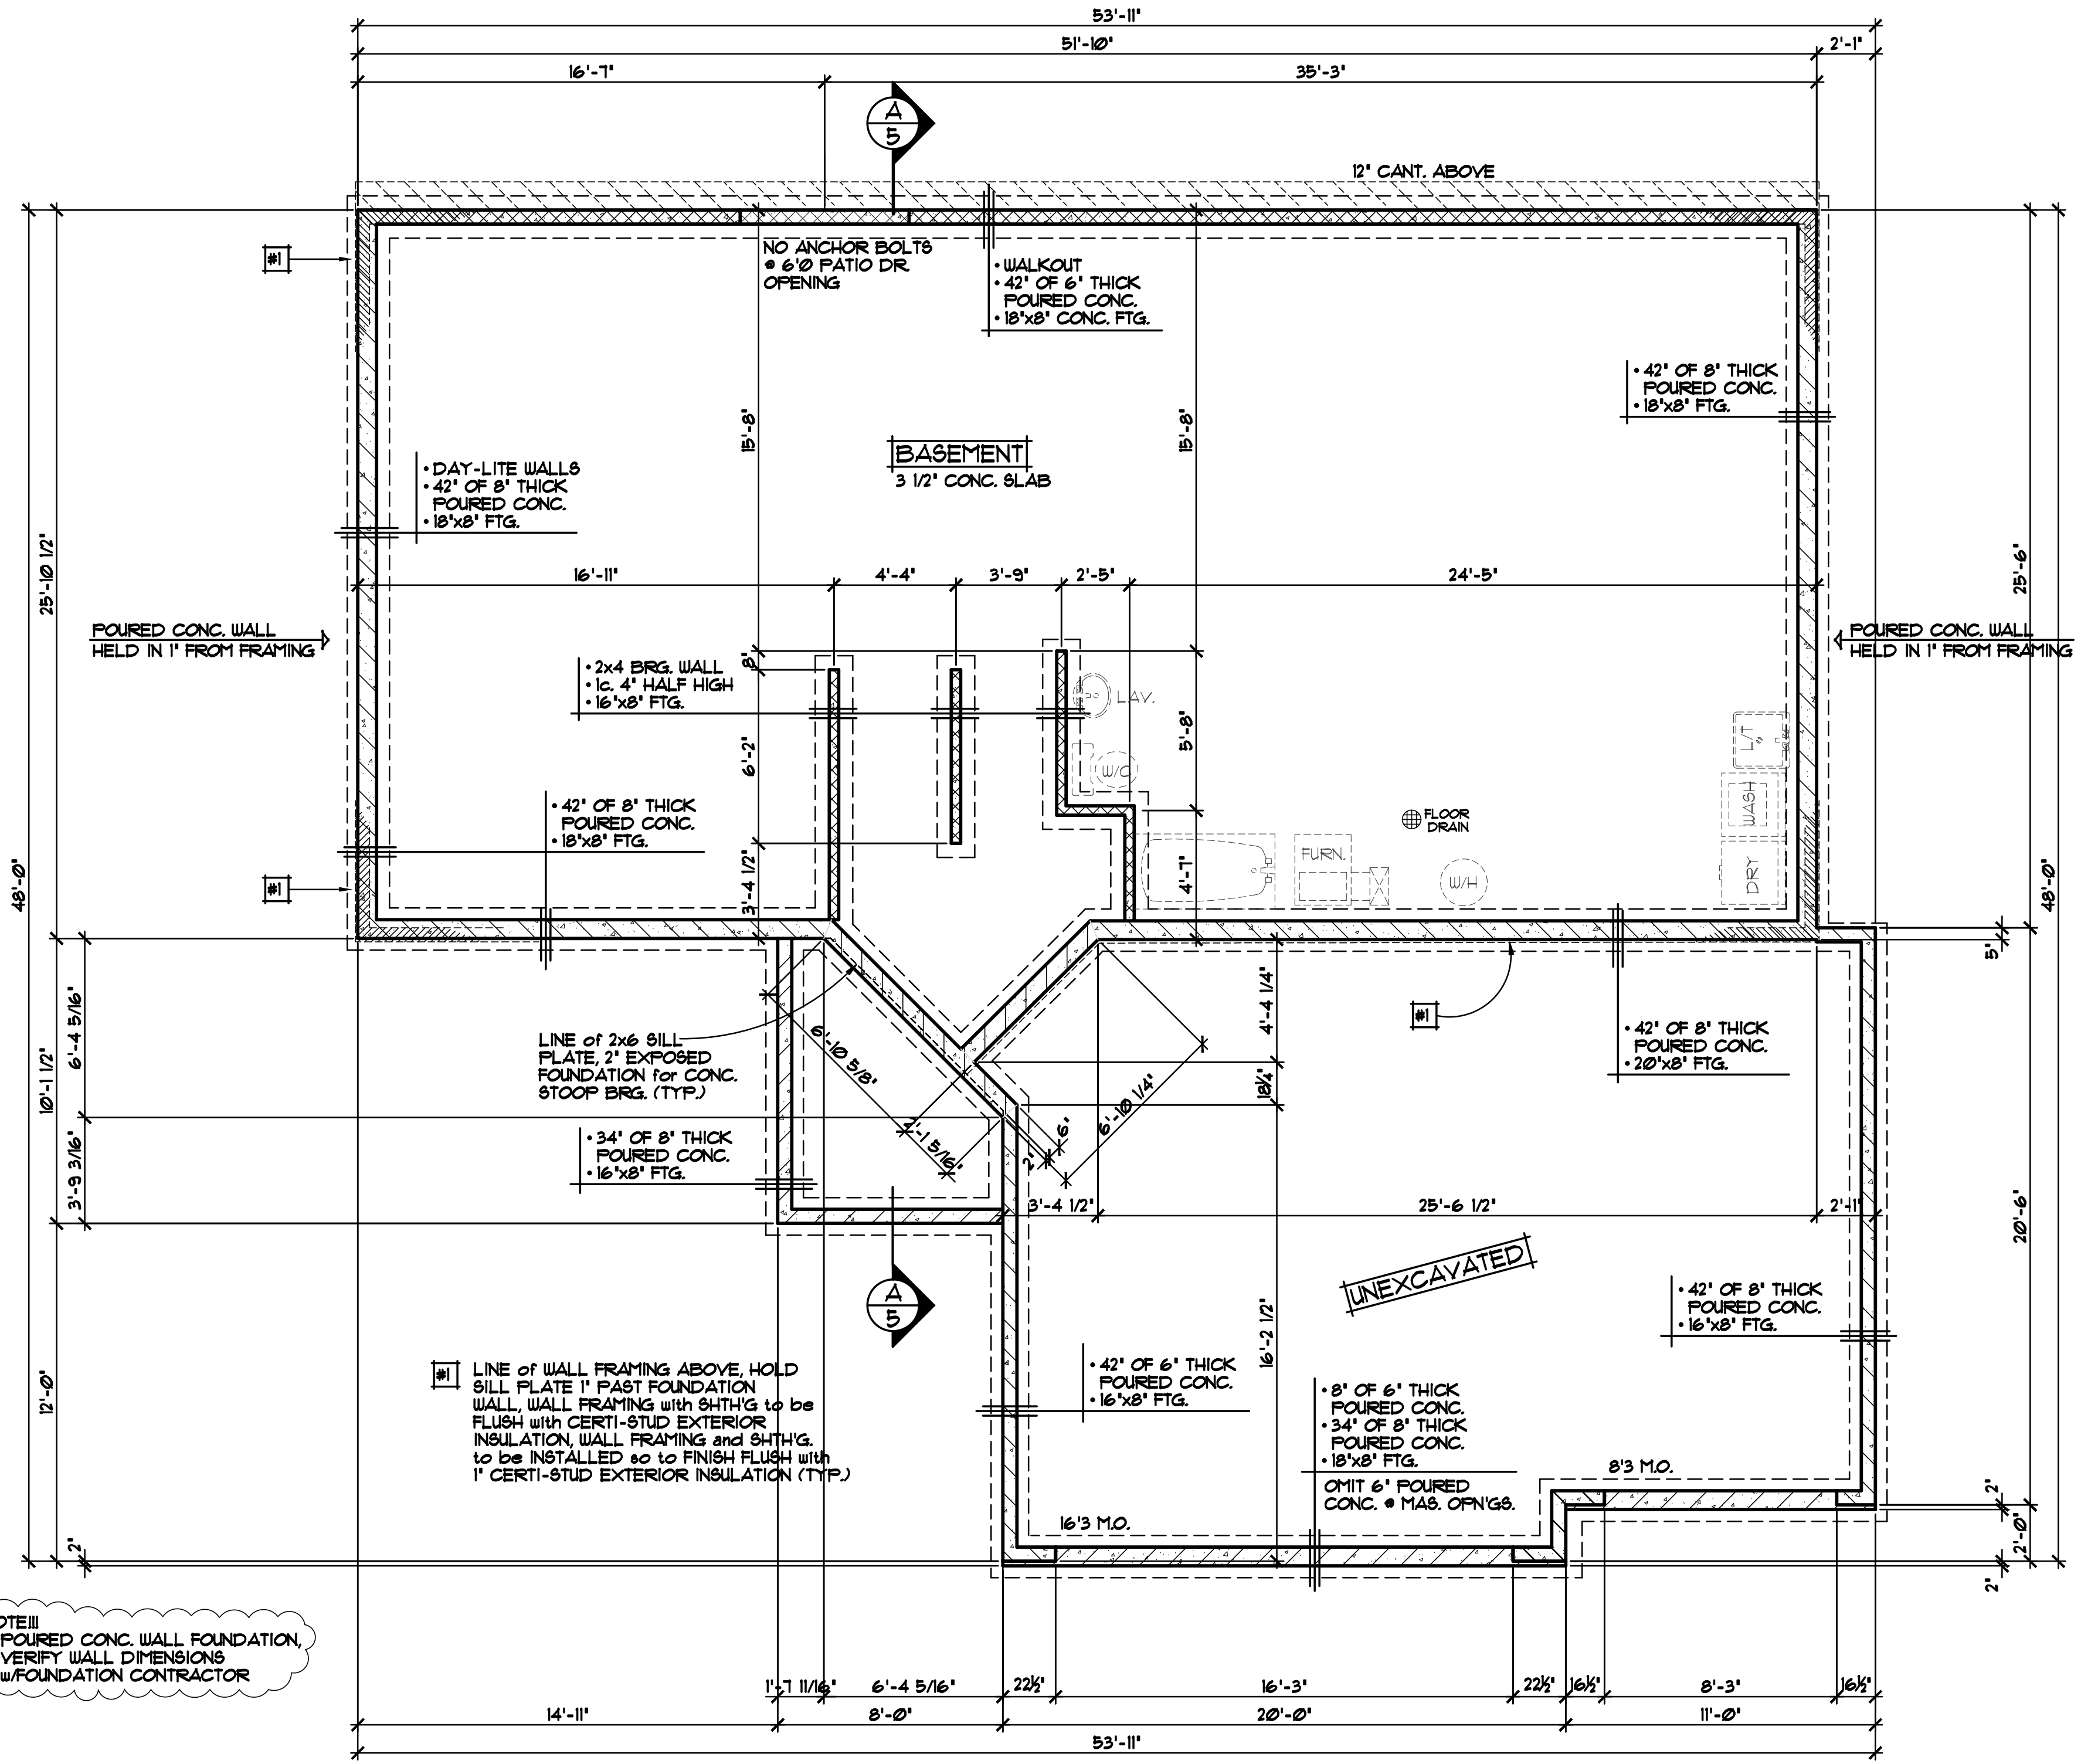 53'-11"
51'-10"
2'-1"
16'-7"
35'-3"
A
5
12" CANT. ABOVE
#1
NO ANCHOR BOLTS
@ 6'0 PATIO DR.
OPENING
• WALKOUT
• 42" OF 6" THICK
POURED CONC.
• 18"x8" CONC. FTG.
• 42" OF 8" THICK
POURED CONC.
• 18"x8" FTG.
15'-8"
15'-8"
BASEMENT
3 1/2" CONC. SLAB
• DAY-LITE WALLS
• 42" OF 8" THICK
POURED CONC.
• 18"x8" FTG.
25'-10 1/2"
25'-6"
16'-11"
4'-4"
3'-9"
2'-5"
24'-5"
POURED CONC. WALL
HELD IN 1" FROM FRAMING
POURED CONC. WALL
HELD IN 1" FROM FRAMING
8"
• 2x4 BRG. WALL
• 1c. 4" HALF HIGH
• 16"x8" FTG.
LAV.
5'-8"
6'-2"
W/C
L/T
WASH
DRY
• 42" OF 8" THICK
POURED CONC.
• 18"x8" FTG.
FLOOR
DRAIN
FURN.
W/H
3'-4 1/2"
4'-7"
48'-0"
48'-0"
#1
5"
6'-4 5/16"
10'-1 1/2"
3'-9 3/16"
4'-4 1/4"
18 1/4"
#1
LINE of 2x6 SILL
PLATE, 2" EXPOSED
FOUNDATION for CONC.
STOOP BRG. (TYP.)
6'-10 5/8"
6'-10 1/4"
2'-1 5/16"
6"
2"
• 42" OF 8" THICK
POURED CONC.
• 20"x8" FTG.
• 34" OF 8" THICK
POURED CONC.
• 16"x8" FTG.
3'-4 1/2"
25'-6 1/2"
2'-1"
20'-6"
UNEXCAVATED
A
5
• 42" OF 8" THICK
POURED CONC.
• 16"x8" FTG.
16'-2 1/2"
12'-0"
#1
LINE of WALL FRAMING ABOVE, HOLD
SILL PLATE 1" PAST FOUNDATION
WALL, WALL FRAMING with SHTH'G to be
FLUSH with CERTI-STUD EXTERIOR
INSULATION, WALL FRAMING and SHTH'G.
to be INSTALLED so to FINISH FLUSH with
1" CERTI-STUD EXTERIOR INSULATION (TYP.)
• 42" OF 6" THICK
POURED CONC.
• 16"x8" FTG.
• 8" OF 6" THICK
POURED CONC.
• 34" OF 8" THICK
POURED CONC.
• 18"x8" FTG.
OMIT 6" POURED
CONC. @ MAS. OPN'GS.
8'3 M.O.
16'3 M.O.
2"
2"
2'-0"
2"
OTE!!!
POURED CONC. WALL FOUNDATION,
VERIFY WALL DIMENSIONS
w/FOUNDATION CONTRACTOR
1'-7 11/16"
6'-4 5/16"
22½"
16'-3"
22½"
16½"
8'-3"
16½"
14'-11"
8'-0"
20'-0"
11'-0"
53'-11"